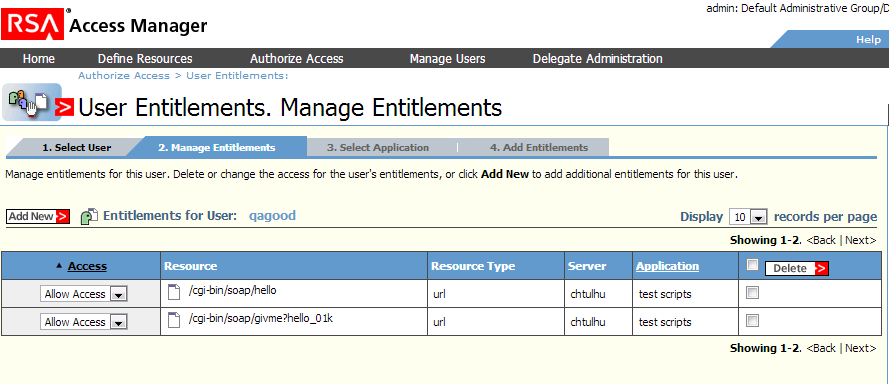 admin: Default Administrative Group/D
RSA Access Manager
Help
Home Define Resources Authorize Access Manage Users Delegate Administration
Authorize Access > User Entitlements:
User Entitlements. Manage Entitlements
1. Select User 2. Manage Entitlements 3. Select Application 4. Add Entitlements
Manage entitlements for this user. Delete or change the access for the user's entitlements, or click Add New to add additional entitlements for this user.
Add New > Entitlements for User: qagood Display 10 records per page
Showing 1-2. <Back | Next>
Access Resource Resource Type Server Application Delete >
Allow Access /cgi-bin/soap/hello url chtulhu test scripts
Allow Access /cgi-bin/soap/givme?hello_01k url chtulhu test scripts
Showing 1-2. <Back | Next>